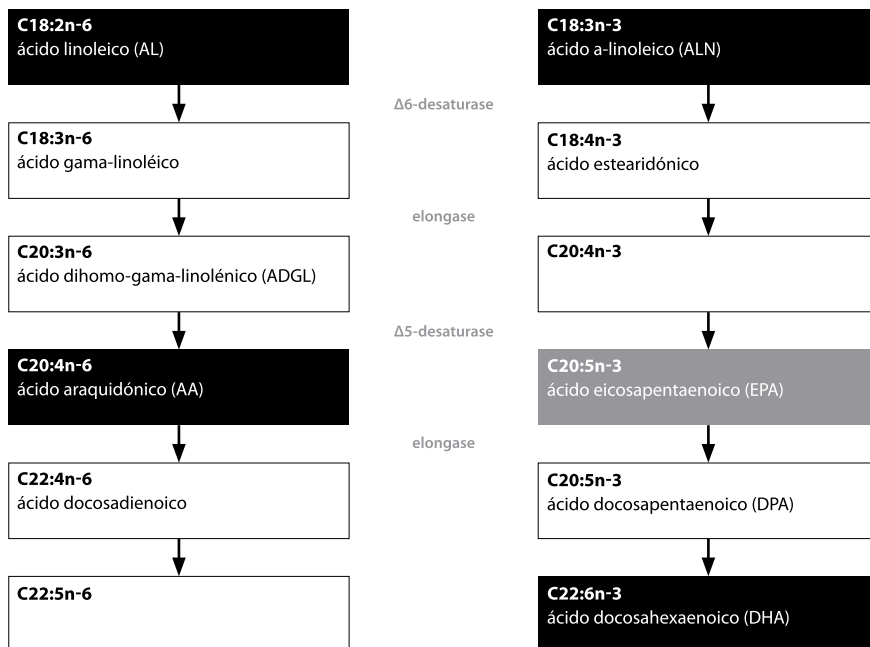 C18:2n-6
ácido linoleico (AL)
C18:3n-3
ácido a-linoleico (ALN)
Δ6-desaturase
C18:3n-6
ácido gama-linoléico
C18:4n-3
ácido estearidónico
elongase
C20:3n-6
ácido dihomo-gama-linolénico (ADGL)
C20:4n-3
Δ5-desaturase
C20:4n-6
ácido araquidónico (AA)
C20:5n-3
ácido eicosapentaenoico (EPA)
elongase
C22:4n-6
ácido docosadienoico
C20:5n-3
ácido docosapentaenoico (DPA)
C22:5n-6
C22:6n-3
ácido docosahexaenoico (DHA)